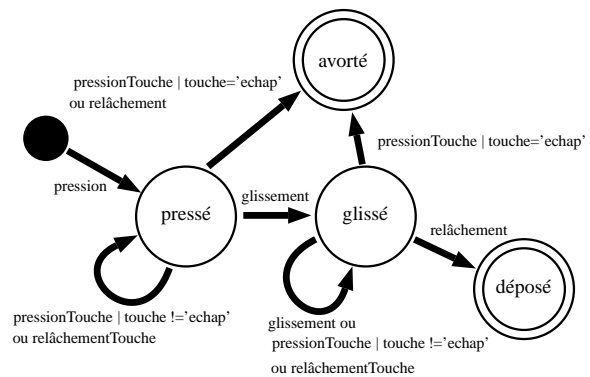 avorté
pressionTouche | touche='echap'
ou relâchement
pressionTouche | touche='echap'
pression
glissement
pressé
glissé
relâchement
déposé
pressionTouche | touche !='echap'
ou relâchementTouche
glissement ou
pressionTouche | touche !='echap'
ou relâchementTouche